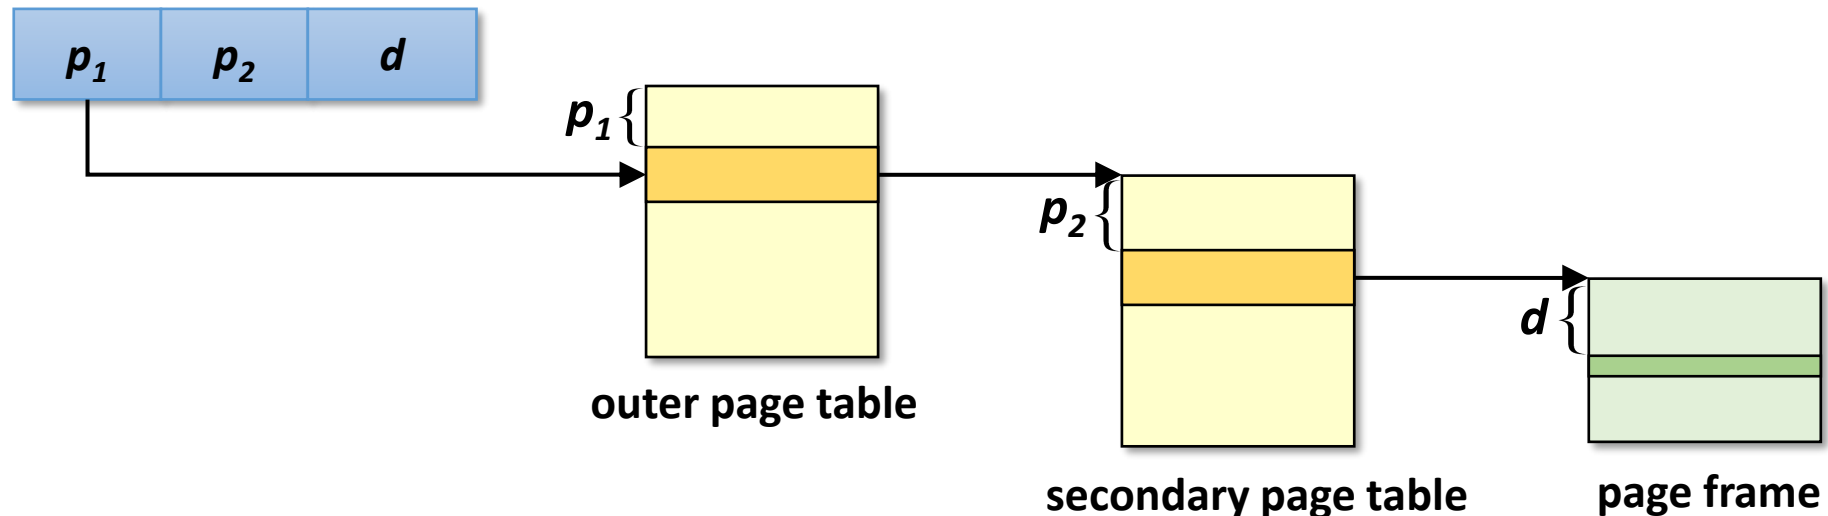 p₁ p₂ d
p₁
p₂
d
outer page table
secondary page table
page frame